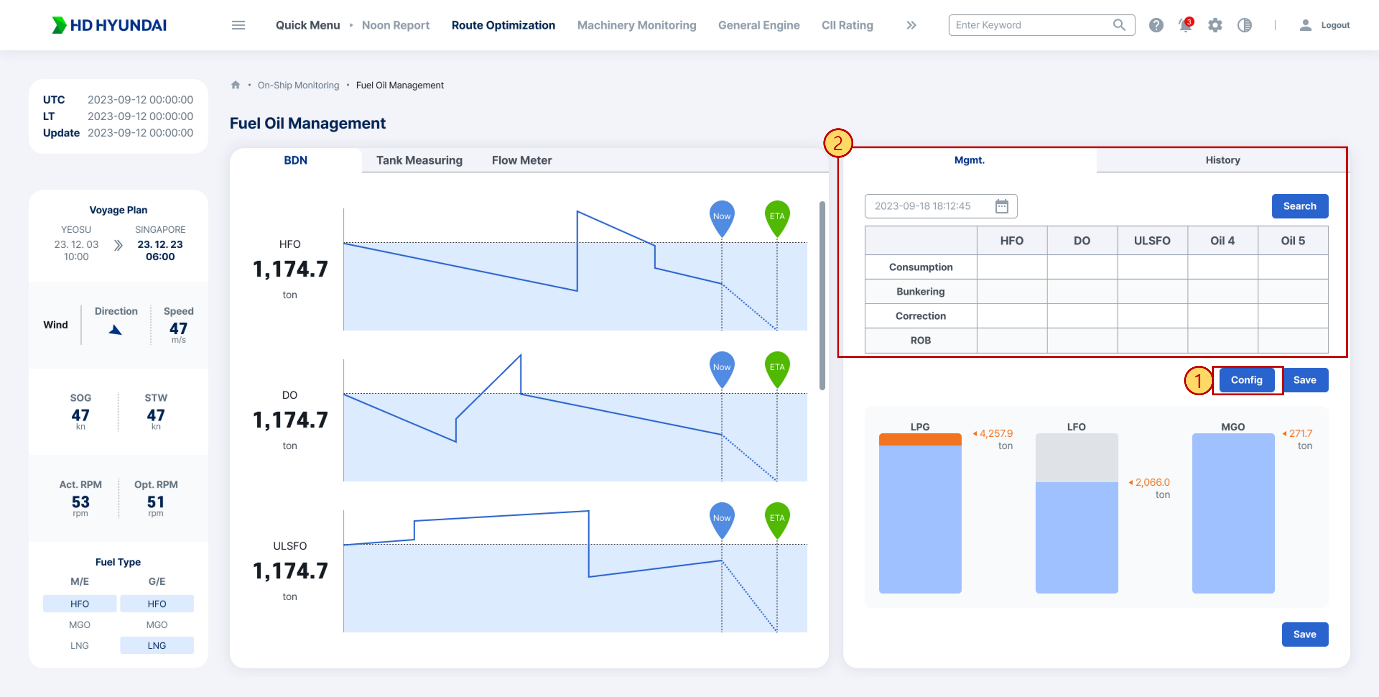 HD HYUNDAI
Quick Menu
Noon Report
Route Optimization
Machinery Monitoring
General Engine
CII Rating
Enter Keyword
3
Logout
UTC 2023-09-12 00:00:00
LT 2023-09-12 00:00:00
Update 2023-09-12 00:00:00
Voyage Plan
YEOSU SINGAPORE
23. 12. 03 23. 12. 23
10:00 06:00
Wind
Direction Speed
47
m/s
SOG STW
47 47
kn kn
Act. RPM Opt. RPM
53 51
rpm rpm
Fuel Type
M/E G/E
HFO HFO
MGO MGO
LNG LNG
On-Ship Monitoring • Fuel Oil Management
Fuel Oil Management
BDN Tank Measuring Flow Meter
HFO
1,174.7
ton
Now ETA
DO
1,174.7
ton
Now ETA
ULSFO
1,174.7
ton
Now ETA
2
Mgmt. History
2023-09-18 18:12:45
Search
HFO DO ULSFO Oil 4 Oil 5
Consumption
Bunkering
Correction
ROB
1
Config Save
LPG LFO MGO
4,257.9
ton
2,066.0
ton
271.7
ton
Save